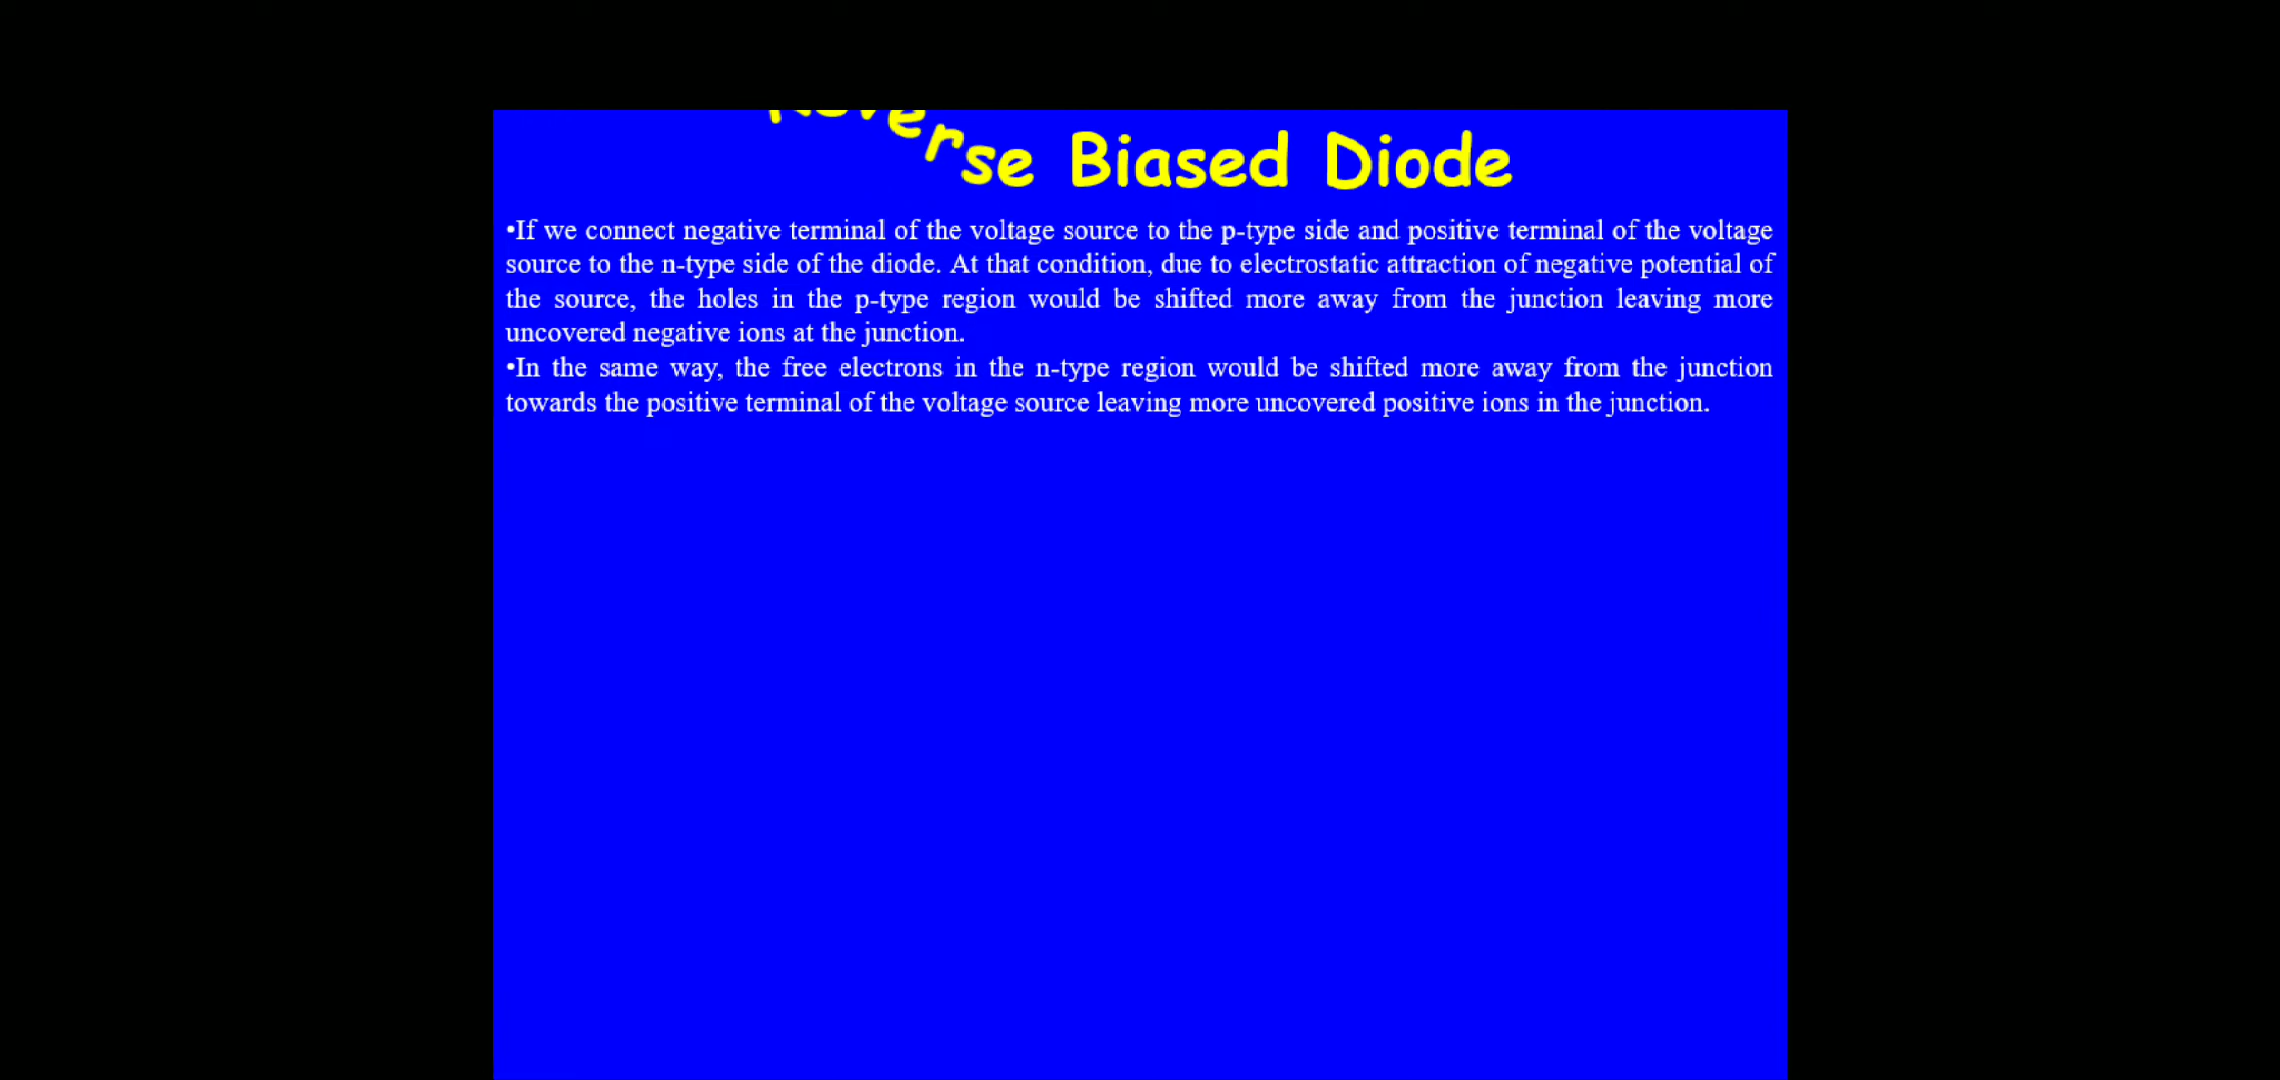 Reverse Biased Diode
•If we connect negative terminal of the voltage source to the p-type side and positive terminal of the voltage
source to the n-type side of the diode. At that condition, due to electrostatic attraction of negative potential of
the source, the holes in the p-type region would be shifted more away from the junction leaving more
uncovered negative ions at the junction.
•In the same way, the free electrons in the n-type region would be shifted more away from the junction
towards the positive terminal of the voltage source leaving more uncovered positive ions in the junction.